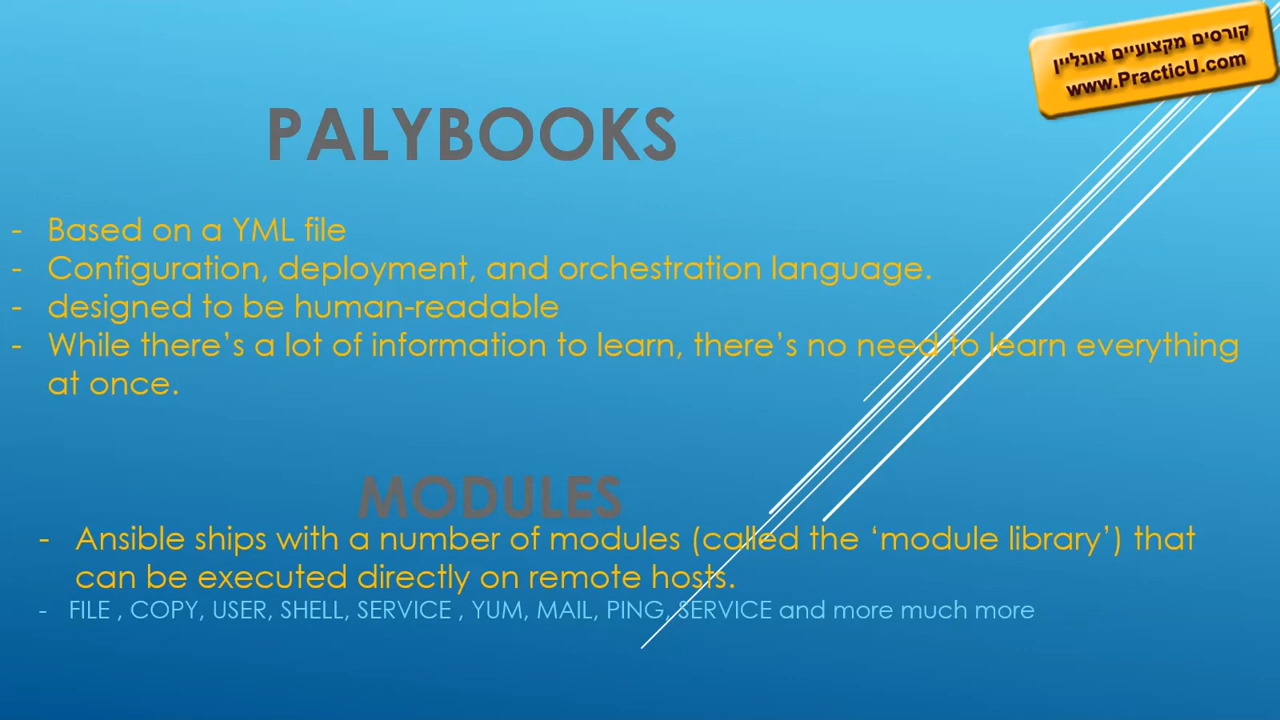 קורסים מקצועיים אונליין
www.PracticU.com
PALYBOOKS
- Based on a YML file
- Configuration, deployment, and orchestration language.
- designed to be human-readable
- While there’s a lot of information to learn, there’s no need to learn everything
at once.
MODULES
- Ansible ships with a number of modules (called the ‘module library’) that
can be executed directly on remote hosts.
- FILE , COPY, USER, SHELL, SERVICE , YUM, MAIL, PING, SERVICE and more much more